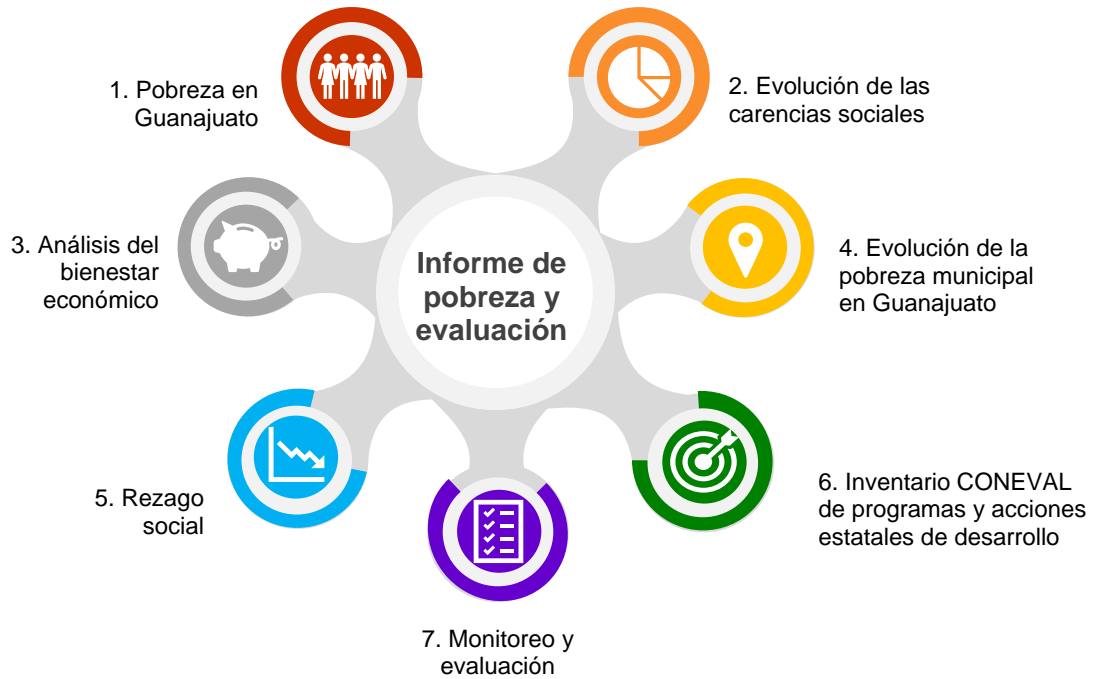 1. Pobreza en
Guanajuato
2. Evolución de las
carencias sociales
3. Análisis del
bienestar
económico
Informe de
pobreza y
evaluación
4. Evolución de la
pobreza municipal
en Guanajuato
5. Rezago
social
6. Inventario CONEVAL
de programas y acciones
estatales de desarrollo
7. Monitoreo y
evaluación